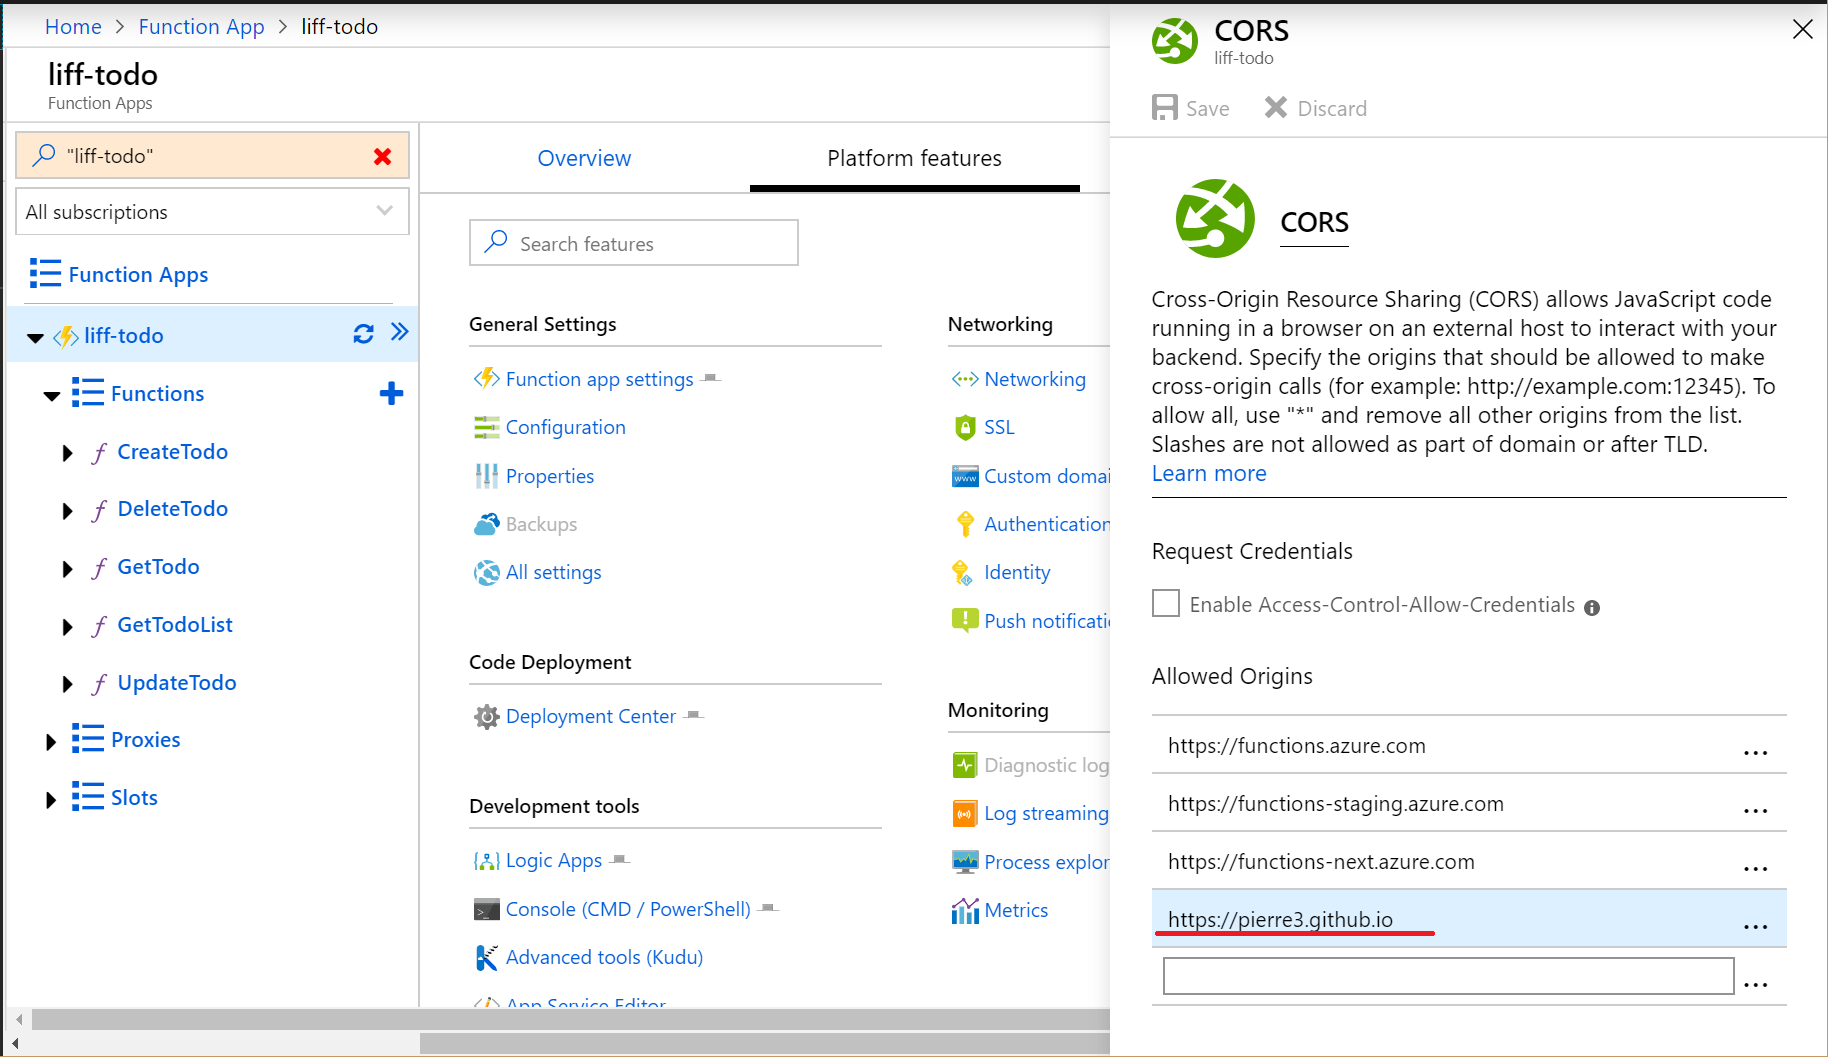 Home > Function App > liff-todo
liff-todo
Function Apps
"liff-todo"
All subscriptions
Function Apps
liff-todo
Functions
CreateTodo
DeleteTodo
GetTodo
GetTodoList
UpdateTodo
Proxies
Slots
Overview
Platform features
Search features
General Settings
Function app settings
Configuration
Properties
Backups
All settings
Code Deployment
Deployment Center
Development tools
Logic Apps
Console (CMD / PowerShell)
Advanced tools (Kudu)
App Service Editor
Networking
Networking
SSL
Custom domai
Authentication
Identity
Push notificati
Monitoring
Diagnostic log
Log streaming
Process explor
Metrics
CORS
liff-todo
Save
Discard
CORS
Cross-Origin Resource Sharing (CORS) allows JavaScript code
running in a browser on an external host to interact with your
backend. Specify the origins that should be allowed to make
cross-origin calls (for example: http://example.com:12345). To
allow all, use "*" and remove all other origins from the list.
Slashes are not allowed as part of domain or after TLD.
Learn more
Request Credentials
Enable Access-Control-Allow-Credentials
Allowed Origins
https://functions.azure.com
https://functions-staging.azure.com
https://functions-next.azure.com
https://pierre3.github.io